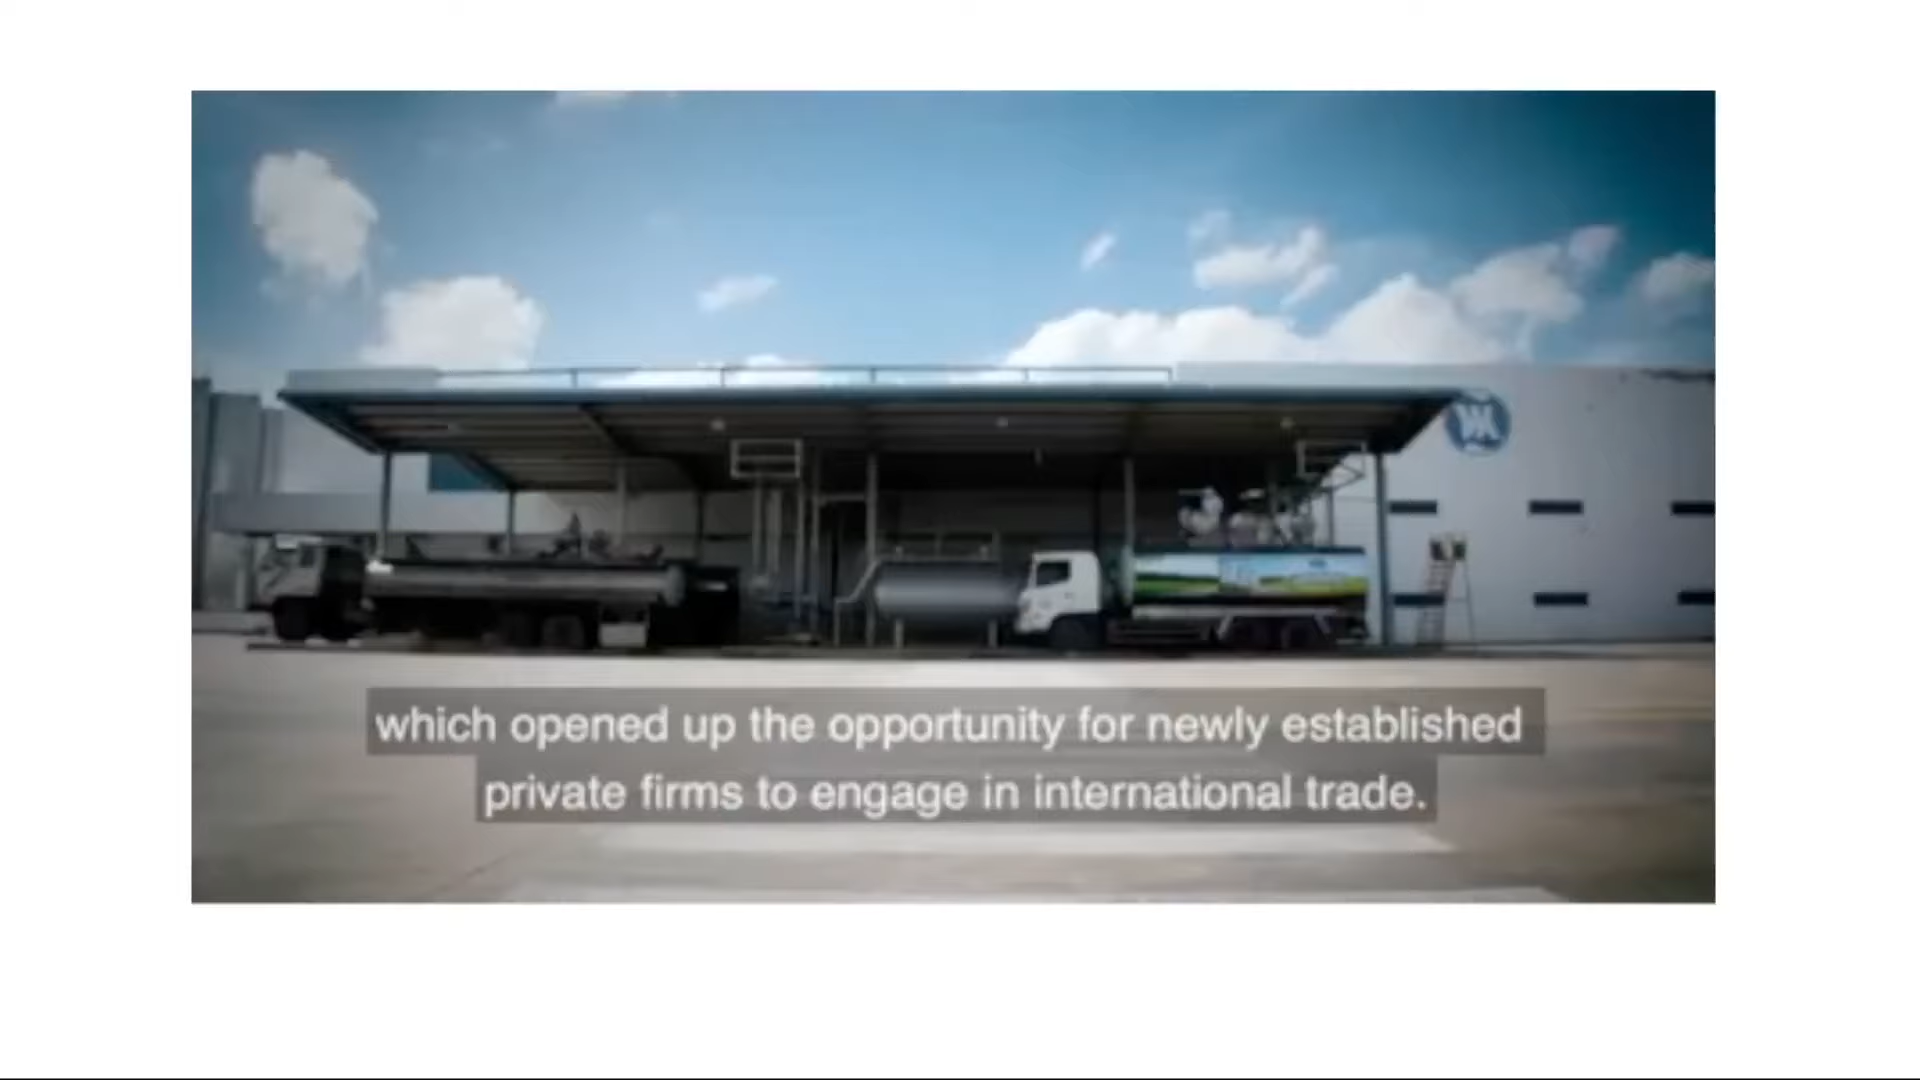 which opened up the opportunity for newly established
private firms to engage in international trade.